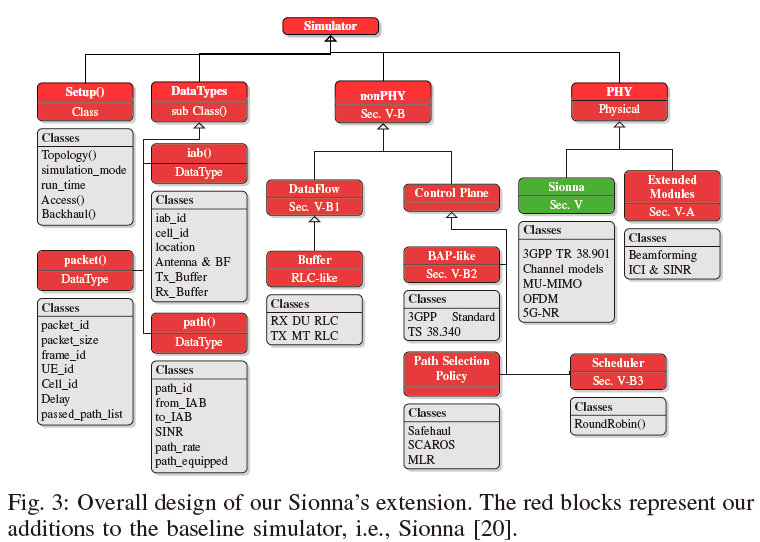 Simulator
Setup()
Class
Classes
Topology()
simulation_mode
run_time
Access()
Backhaul()
DataTypes
sub Class()
iab()
DataType
Classes
iab_id
cell_id
location
Antenna & BF
Tx_Buffer
Rx_Buffer
packet()
DataType
Classes
packet_id
packet_size
frame_id
UE_id
Cell_id
Delay
passed_path_list
path()
DataType
Classes
path_id
from_IAB
to_IAB
SINR
path_rate
path_equipped
nonPHY
Sec. V-B
DataFlow
Sec. V-B1
Buffer
RLC-like
Classes
RX DU RLC
TX MT RLC
Control Plane
BAP-like
Sec. V-B2
Classes
3GPP Standard
TS 38.340
Path Selection
Policy
Classes
Safehaul
SCAROS
MLR
Scheduler
Sec. V-B3
Classes
RoundRobin()
PHY
Physical
Sionna
Sec. V
Classes
3GPP TR 38.901
Channel models
MU-MIMO
OFDM
5G-NR
Extended
Modules
Sec. V-A
Classes
Beamforming
ICI & SINR
Fig. 3: Overall design of our Sionna's extension. The red blocks represent our
additions to the baseline simulator, i.e., Sionna [20].